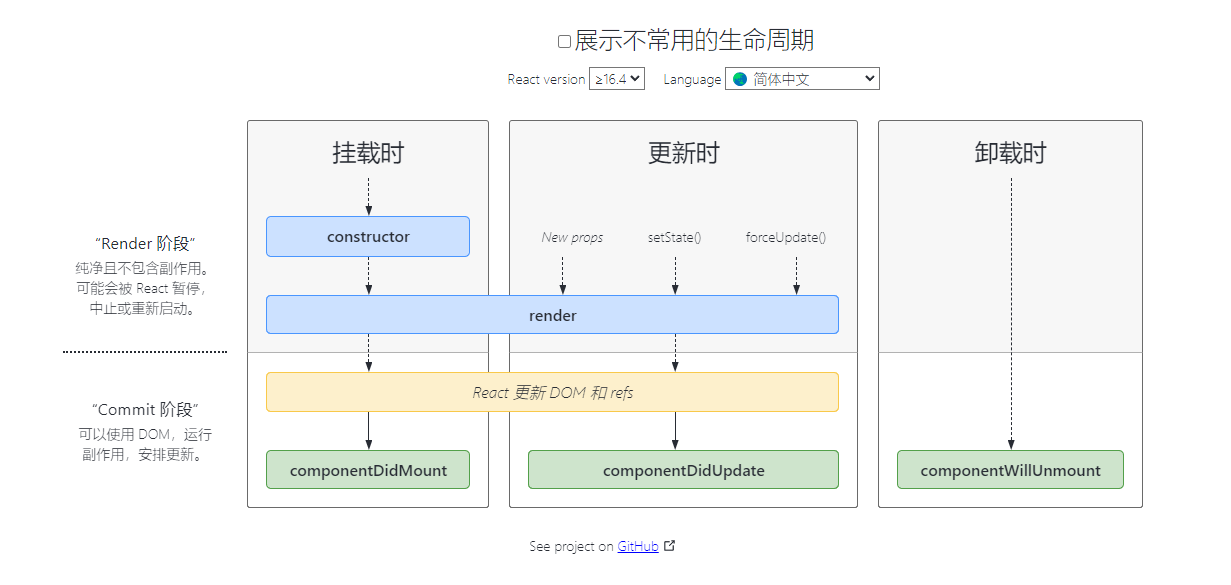 展示不常用的生命周期
React version ≥16.4 Language 简体中文
挂载时
更新时
卸载时
“Render 阶段”
纯净且不包含副作用。
可能会被 React 暂停，
中止或重新启动。
constructor
New props
setState()
forceUpdate()
render
“Commit 阶段”
可以使用 DOM，运行
副作用，安排更新。
React 更新 DOM 和 refs
componentDidMount
componentDidUpdate
componentWillUnmount
See project on GitHub